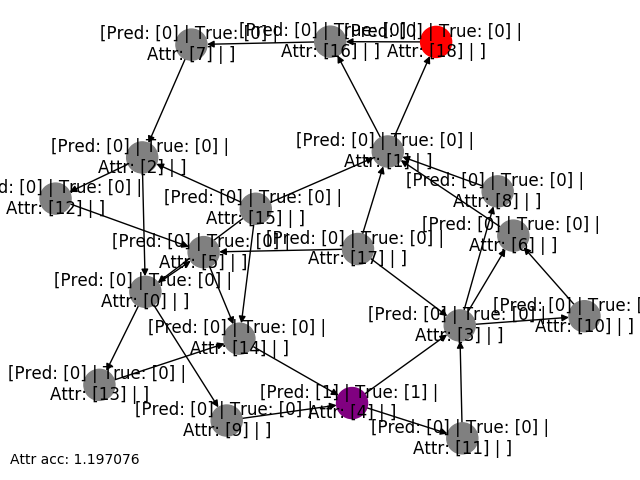 [Pred: [0] | True: [0] |
Attr: [7] | ]
[Pred: [0] | True: [0] |
Attr: [16] | ]
True: [0] |
Attr: [18] | ]
[Pred: [0] | True: [0] |
Attr: [2] | ]
[Pred: [0] | True: [0] |
Attr: [1] | ]
d: [0] | True: [0] |
Attr: [12] | ]
[Pred: [0] | True: [0] |
Attr: [15] | ]
[Pred: [0] | True: [0] |
Attr: [8] | ]
[Pred: [0] | True: [0] |
Attr: [5] | ]
[Pred: [0] | True: [0] |
Attr: [17] | ]
[Pred: [0] | True: [0] |
Attr: [6] | ]
[Pred: [0] | True: [0] |
Attr: [0] | ]
[Pred: [0] | True: [0] |
Attr: [14] | ]
[Pred: [0] | True: [0] |
Attr: [3] | ]
[Pred: [0] | True: [
Attr: [10] | ]
[Pred: [0] | True: [0] |
Attr: [13] | ]
[Pred: [0] | True: [0] |
Attr: [9] | ]
[Pred: [1] | True: [1] |
Attr: [4] | ]
[Pred: [0] | True: [0] |
Attr: [11] | ]
Attr acc: 1.197076